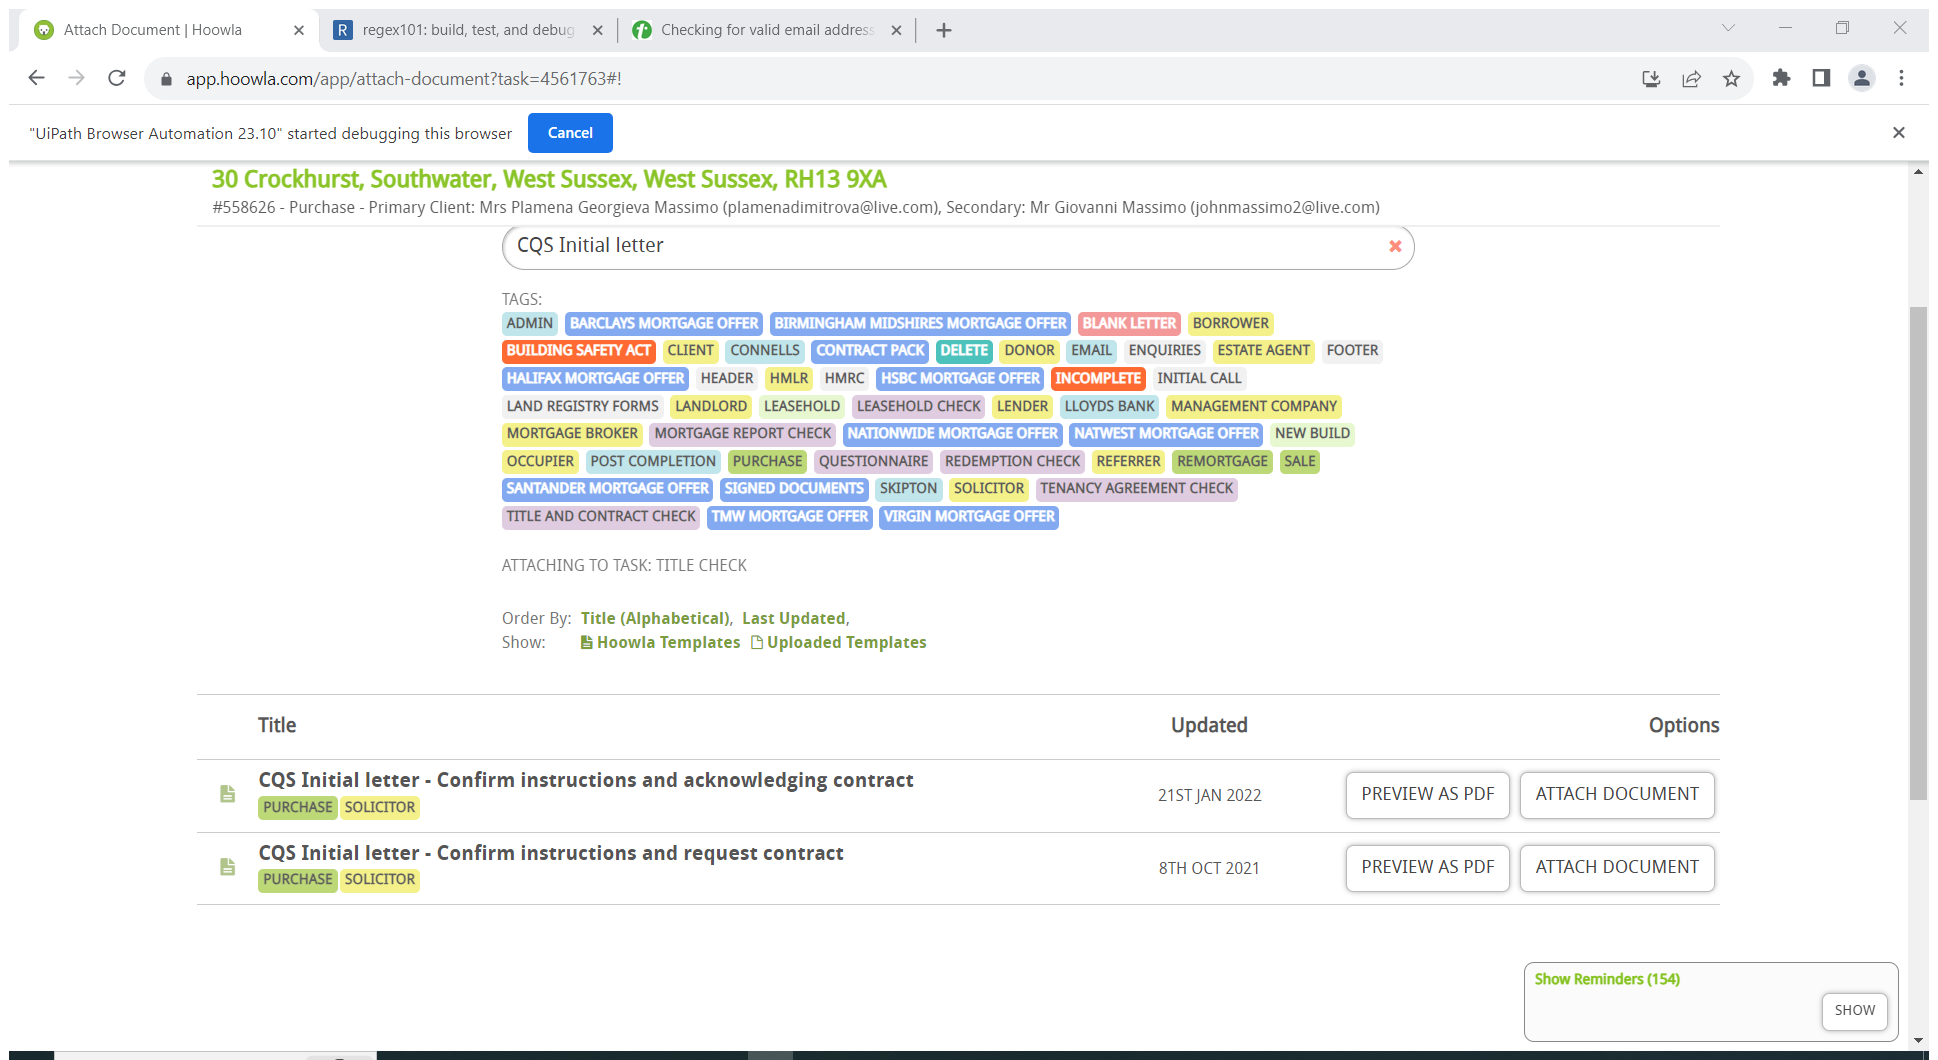 Attach Document | Hoowla
R regex101: build, test, and debug
Checking for valid email address
app.hoowla.com/app/attach-document?task=4561763#!
"UiPath Browser Automation 23.10" started debugging this browser Cancel
30 Crockhurst, Southwater, West Sussex, West Sussex, RH13 9XA
#558626 - Purchase - Primary Client: Mrs Plamena Georgieva Massimo (plamenadimitrova@live.com), Secondary: Mr Giovanni Massimo (johnmassimo2@live.com)
CQS Initial letter
TAGS:
ADMIN BARCLAYS MORTGAGE OFFER BIRMINGHAM MIDSHIRES MORTGAGE OFFER BLANK LETTER BORROWER
BUILDING SAFETY ACT CLIENT CONNELLS CONTRACT PACK DELETE DONOR EMAIL ENQUIRIES ESTATE AGENT FOOTER
HALIFAX MORTGAGE OFFER HEADER HMLR HMRC HSBC MORTGAGE OFFER INCOMPLETE INITIAL CALL
LAND REGISTRY FORMS LANDLORD LEASEHOLD LEASEHOLD CHECK LENDER LLOYDS BANK MANAGEMENT COMPANY
MORTGAGE BROKER MORTGAGE REPORT CHECK NATIONWIDE MORTGAGE OFFER NATWEST MORTGAGE OFFER NEW BUILD
OCCUPIER POST COMPLETION PURCHASE QUESTIONNAIRE REDEMPTION CHECK REFERRER REMORTGAGE SALE
SANTANDER MORTGAGE OFFER SIGNED DOCUMENTS SKIPTON SOLICITOR TENANCY AGREEMENT CHECK
TITLE AND CONTRACT CHECK TMW MORTGAGE OFFER VIRGIN MORTGAGE OFFER
ATTACHING TO TASK: TITLE CHECK
Order By: Title (Alphabetical), Last Updated,
Show: Hoowla Templates Uploaded Templates
Title Updated Options
CQS Initial letter - Confirm instructions and acknowledging contract
PURCHASE SOLICITOR
21ST JAN 2022 PREVIEW AS PDF ATTACH DOCUMENT
CQS Initial letter - Confirm instructions and request contract
PURCHASE SOLICITOR
8TH OCT 2021 PREVIEW AS PDF ATTACH DOCUMENT
Show Reminders (154)
SHOW